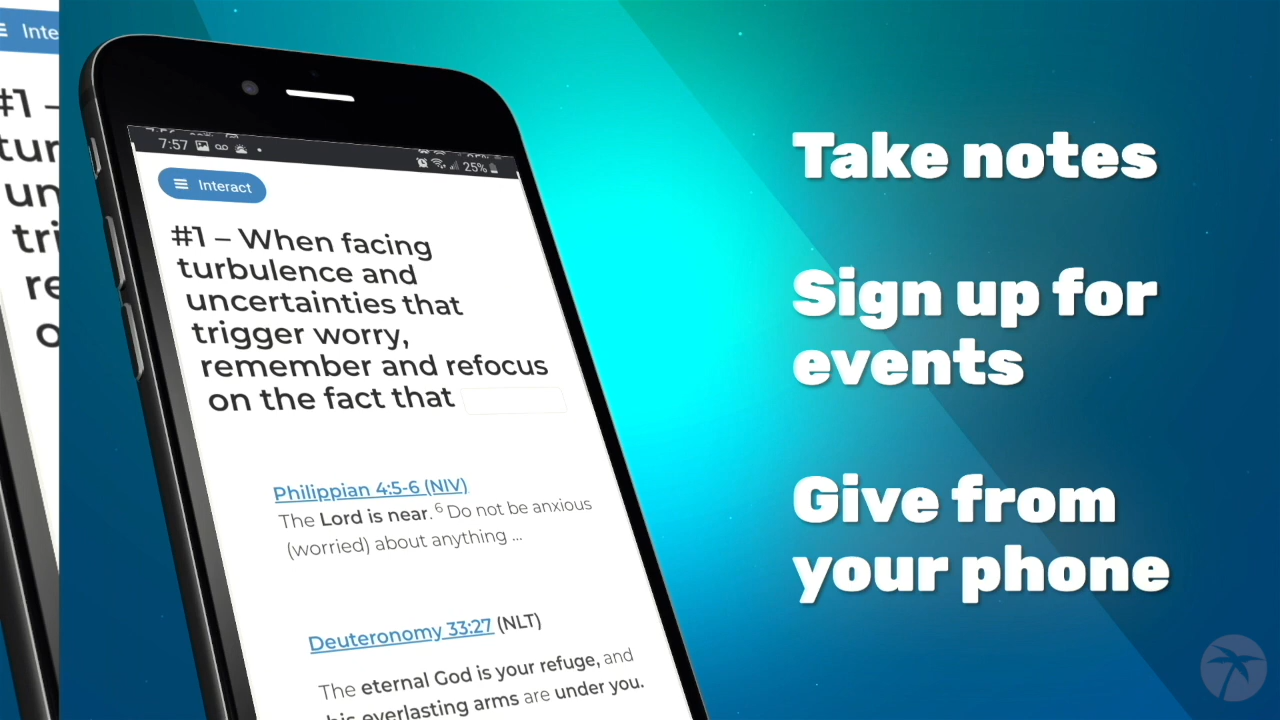 Inte
#1 –
7:57
25%
Interact
#1 – When facing
turbulence and
uncertainties that
trigger worry,
remember and refocus
on the fact that
Philippian 4:5-6 (NIV)
The Lord is near. 6 Do not be anxious
(worried) about anything ...
Deuteronomy 33:27 (NLT)
The eternal God is your refuge, and
his everlasting arms are under you.
Take notes
Sign up for
events
Give from
your phone